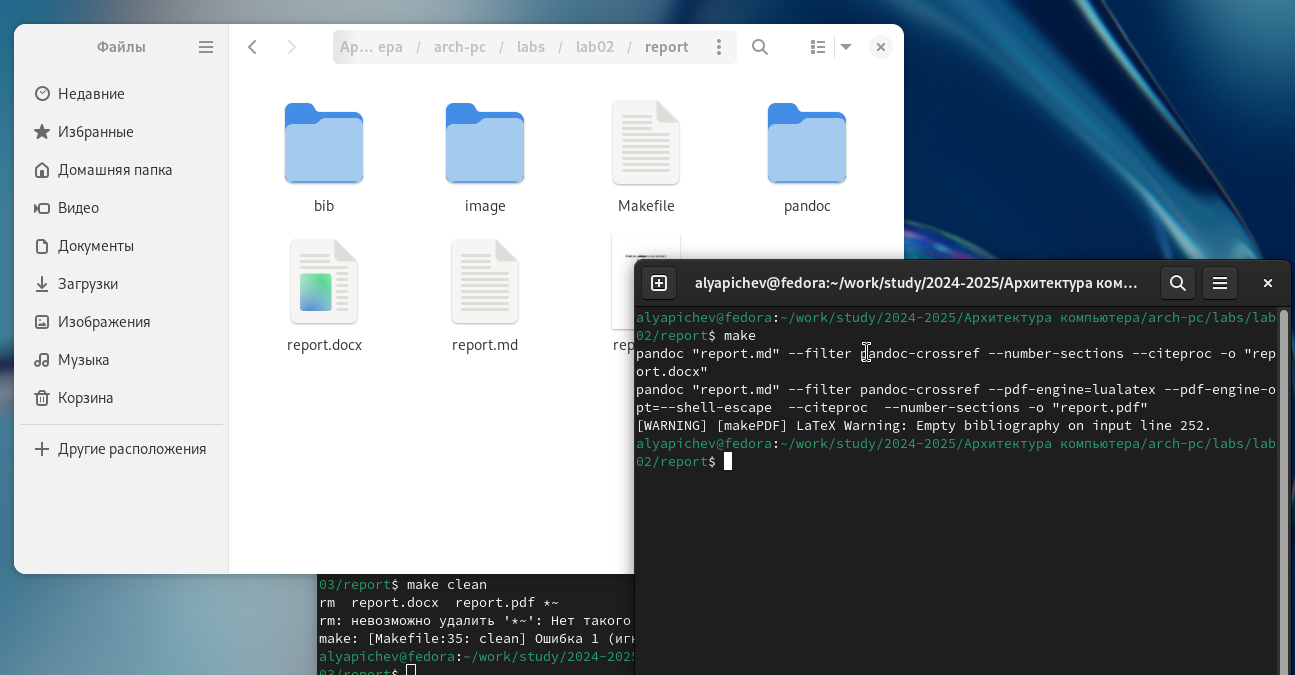 Файлы
Ap... ера / arch-pc / labs / lab02 / report
Недавние
Избранные
Домашняя папка
Видео
Документы
Загрузки
Изображения
Музыка
Корзина
Другие расположения
bib
image
Makefile
pandoc
report.docx
report.md
rep
alyapichev@fedora:~/work/study/2024-2025/Архитектура ком...
alyapichev@fedora:~/work/study/2024-2025/Архитектура компьютера/arch-pc/labs/lab
02/report$ make
pandoc "report.md" --filter pandoc-crossref --number-sections --citeproc -o "rep
ort.docx"
pandoc "report.md" --filter pandoc-crossref --pdf-engine=lualatex --pdf-engine-o
pt=--shell-escape  --citeproc  --number-sections -o "report.pdf"
[WARNING] [makePDF] LaTeX Warning: Empty bibliography on input line 252.
alyapichev@fedora:~/work/study/2024-2025/Архитектура компьютера/arch-pc/labs/lab
02/report$
03/report$ make clean
rm  report.docx  report.pdf *~
rm: невозможно удалить '*~': Нет такого
make: [Makefile:35: clean] Ошибка 1 (игн
alyapichev@fedora:~/work/study/2024-2025
03/report$